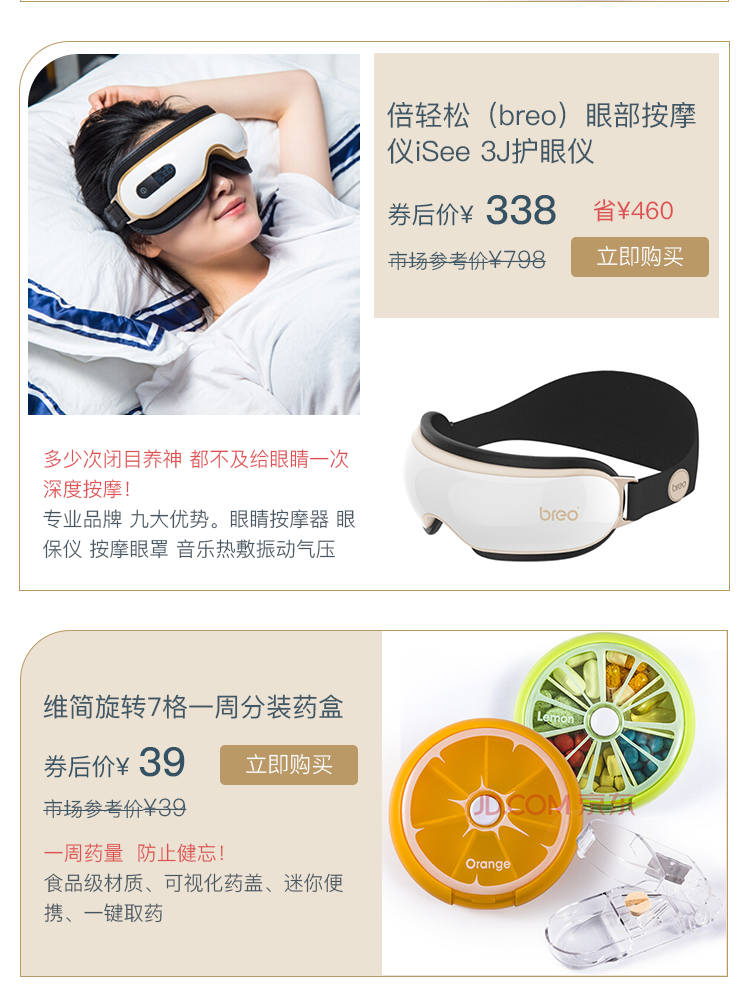 倍轻松（breo）眼部按摩
仪iSee 3J护眼仪
券后价¥ 338 省¥460
市场参考价¥798 立即购买
breo
breo
多少次闭目养神 都不及给眼睛一次
深度按摩！
专业品牌 九大优势。眼睛按摩器 眼
保仪 按摩眼罩 音乐热敷振动气压
维简旋转7格一周分装药盒
券后价¥ 39 立即购买
市场参考价¥39
一周药量 防止健忘！
食品级材质、可视化药盖、迷你便
携、一键取药
Lemon
JD.COM 京东
Orange